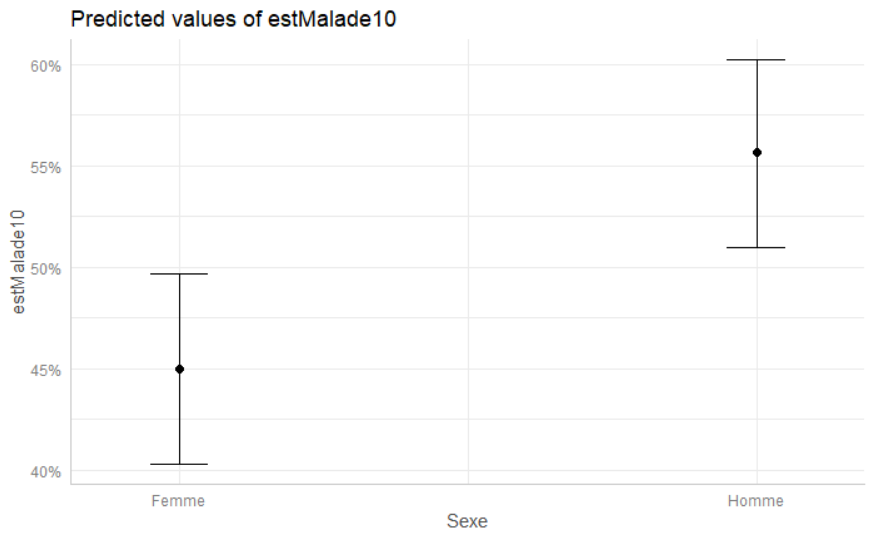 Predicted values of estMalade10
60%
55%
50%
45%
40%
estMalade10
Femme
Homme
Sexe